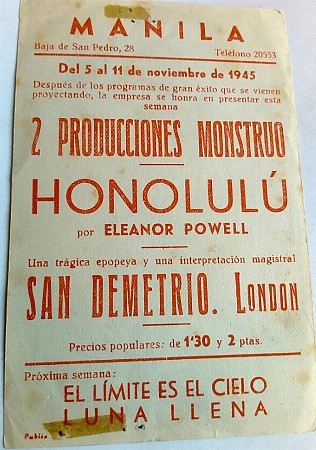 MANILA
Baja de San Pedro, 28 Teléfono 20553
Del 5 al 11 de noviembre de 1945
Después de los programas de gran éxito que se vienen
proyectando, la empresa se honra en presentar esta
semana
2 PRODUCCIONES MONSTRUO
HONOLULÚ
por ELEANOR POWELL
Una trágica epopeya y una interpretación magistral
SAN DEMETRIO. LONDON
Precios populares: de 1'30 y 2 ptas.
Próxima semana:
EL LÍMITE ES EL CIELO
LUNA LLENA